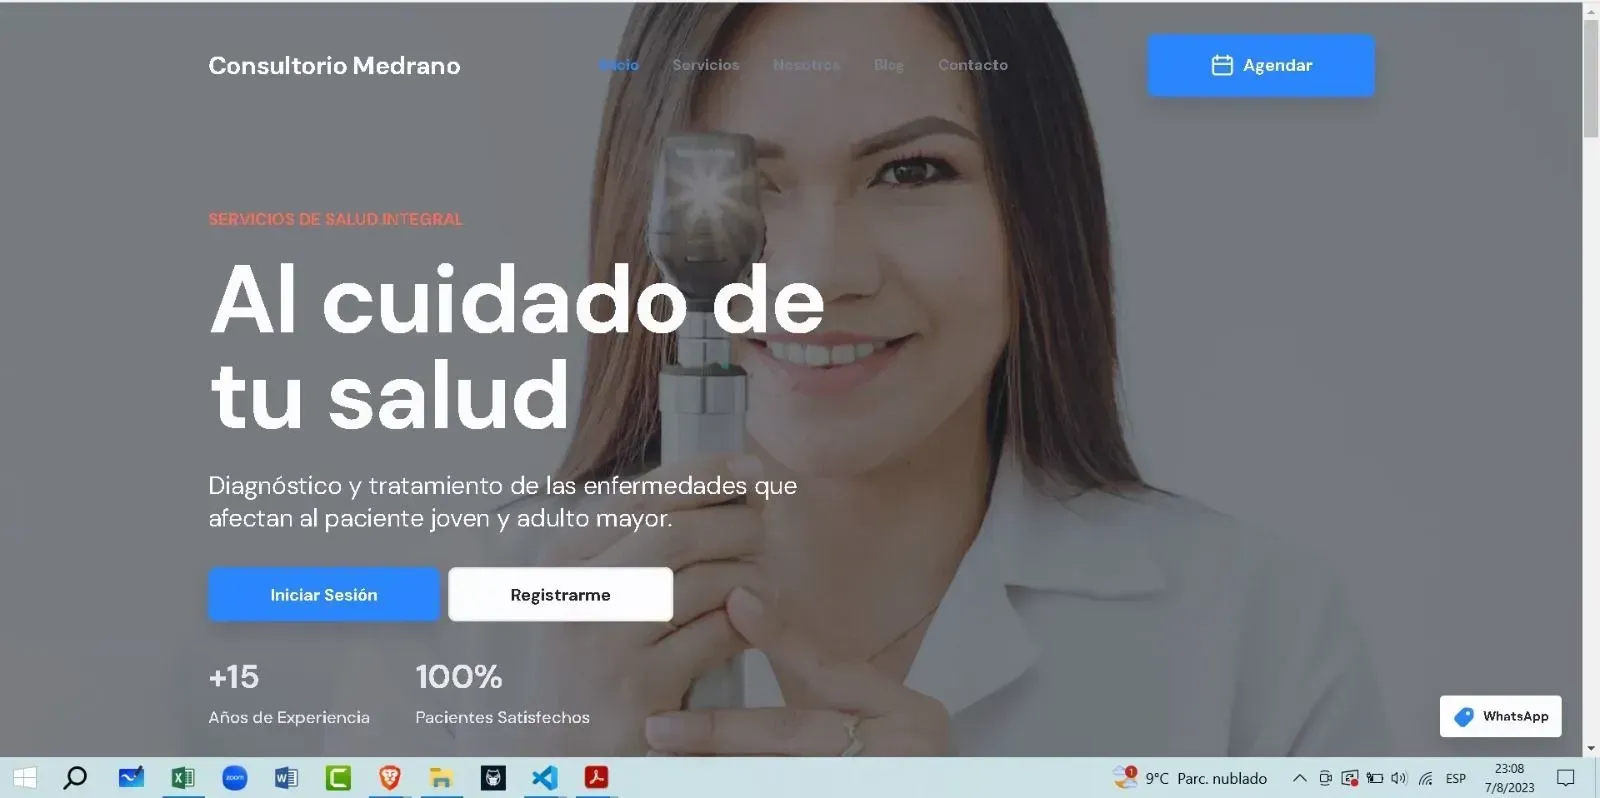 Consultorio Medrano
Inicio Servicios Nosotros Blog Contacto
Agendar
SERVICIOS DE SALUD INTEGRAL
Al cuidado de
tu salud
Diagnóstico y tratamiento de las enfermedades que
afectan al paciente joven y adulto mayor.
Iniciar Sesión
Registrarme
+15
Años de Experiencia
100%
Pacientes Satisfechos
WhatsApp
zoom
1
9°C Parc. nublado
ESP
23:08
7/8/2023